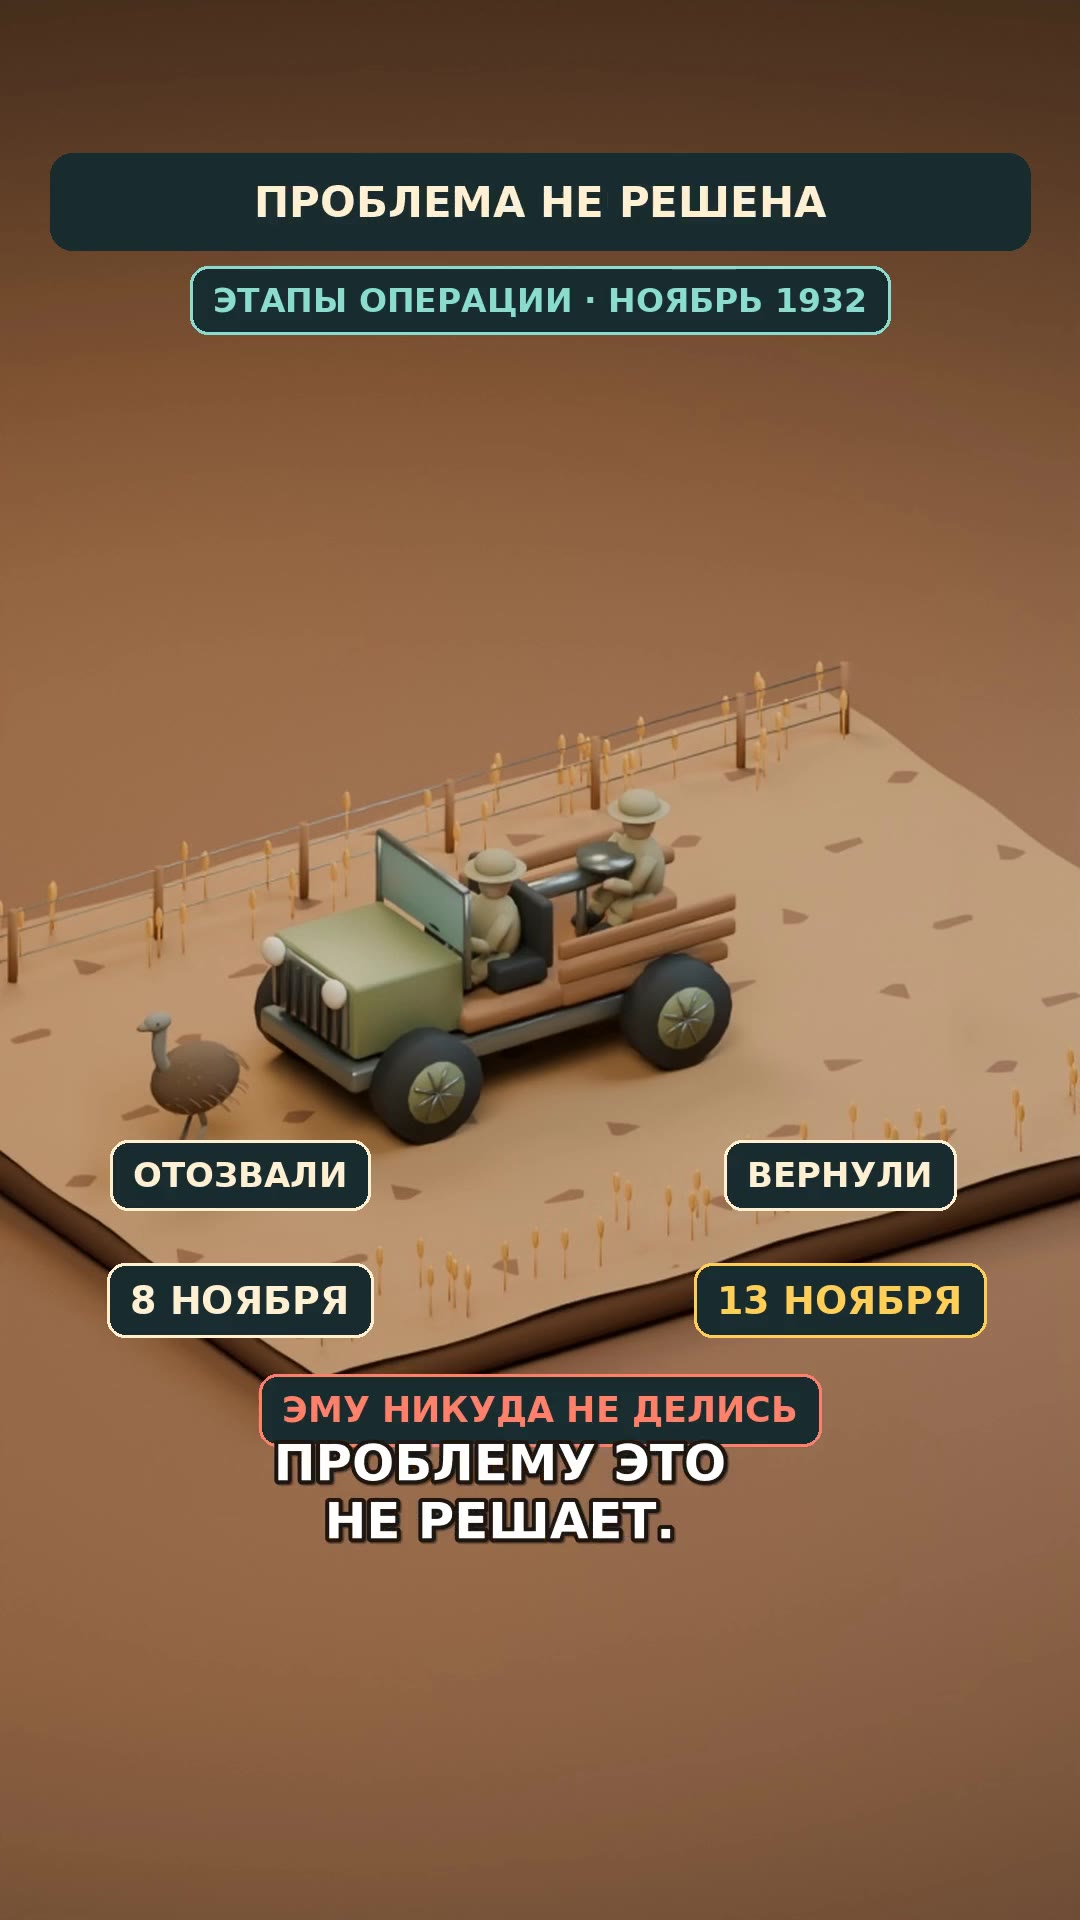 ПРОБЛЕМА НЕ РЕШЕНА
ЭТАПЫ ОПЕРАЦИИ · НОЯБРЬ 1932
ОТОЗВАЛИ
ВЕРНУЛИ
8 НОЯБРЯ
13 НОЯБРЯ
ЭМУ НИКУДА НЕ ДЕЛИСЬ
ПРОБЛЕМУ ЭТО
НЕ РЕШАЕТ.